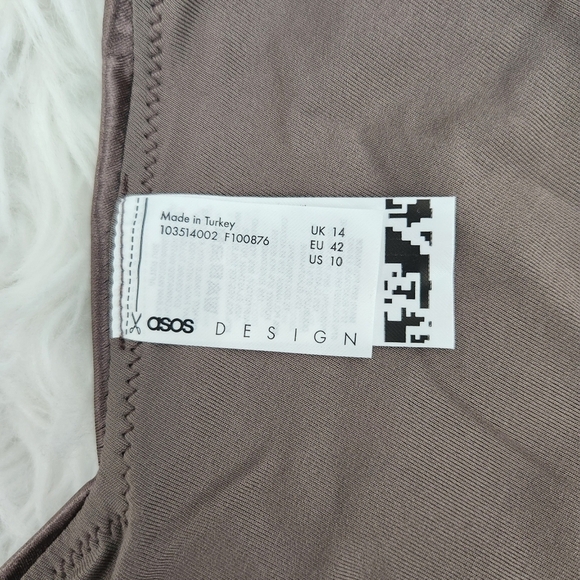 Made in Turkey
103514002 F100876
UK 14
EU 42
US 10
asos DESIGN